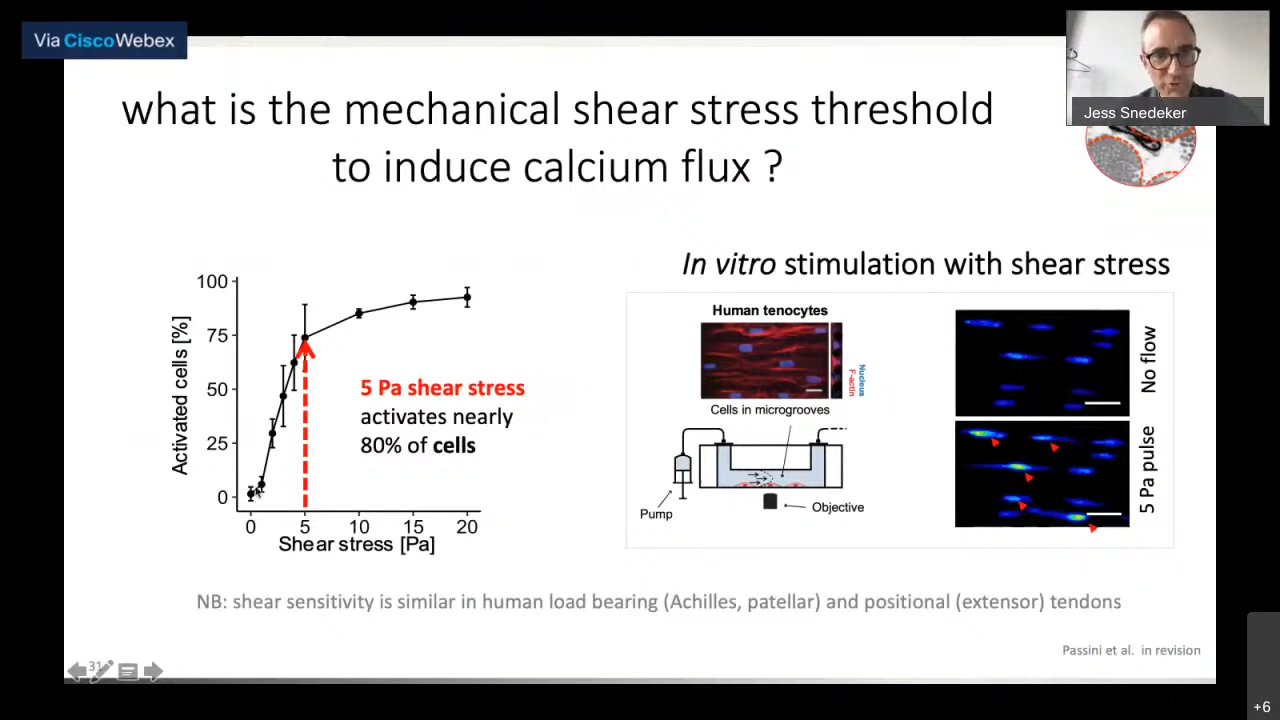 Via CiscoWebex
Jess Snedeker
what is the mechanical shear stress threshold
to induce calcium flux ?
100
75
50
25
0
Activated cells [%]
0 5 10 15 20
Shear stress [Pa]
5 Pa shear stress
activates nearly
80% of cells
In vitro stimulation with shear stress
Human tenocytes
Nucleus
F-actin
Cells in microgrooves
Pump
Objective
No flow
5 Pa pulse
NB: shear sensitivity is similar in human load bearing (Achilles, patellar) and positional (extensor) tendons
Passini et al. in revision
31
+6